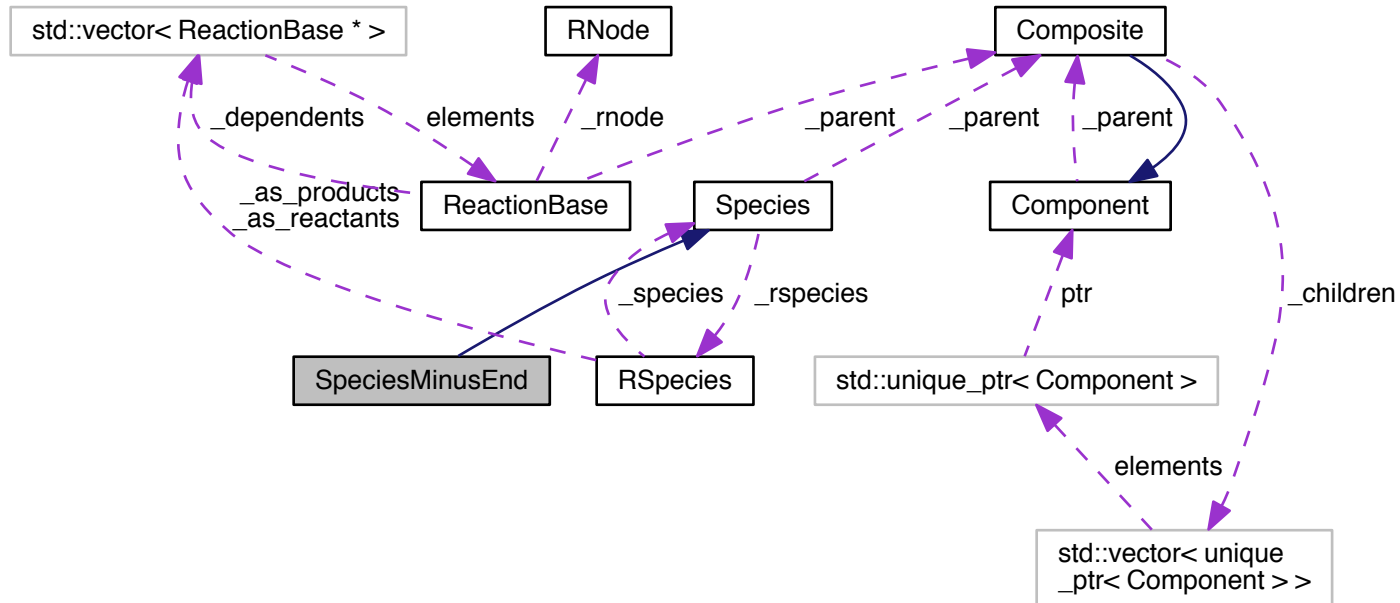 std::vector< ReactionBase * >
RNode
Composite
_dependents
elements
_rnode
_parent
_parent
_parent
_as_products
_as_reactants
ReactionBase
Species
Component
_species
_rspecies
ptr
_children
SpeciesMinusEnd
RSpecies
std::unique_ptr< Component >
elements
std::vector< unique
_ptr< Component > >